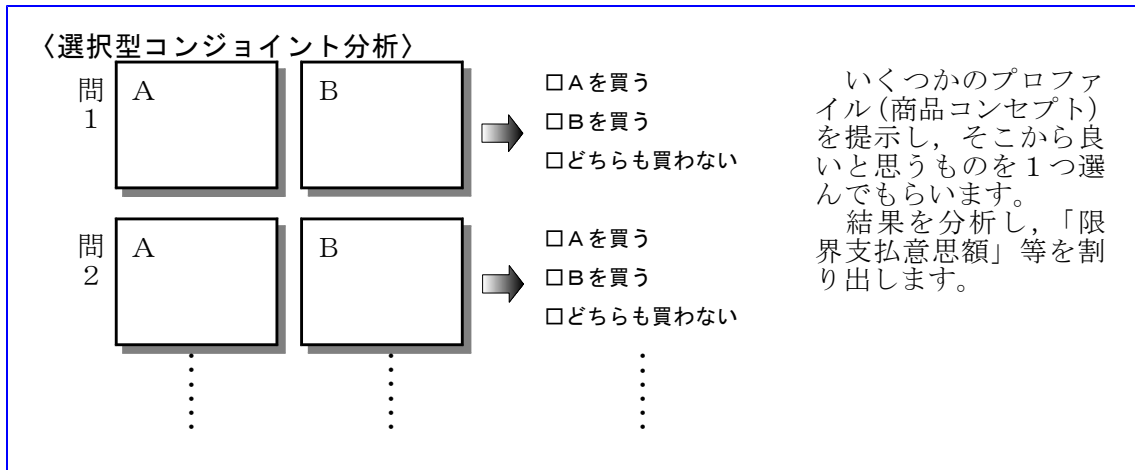 〈選択型コンジョイント分析〉
問1
A
B
□Aを買う
□Bを買う
□どちらも買わない
問2
A
B
□Aを買う
□Bを買う
□どちらも買わない
いくつかのプロファ
イル(商品コンセプト)
を提示し，そこから良
いと思うものを１つ選
んでもらいます。
結果を分析し，「限
界支払意思額」等を割
り出します。